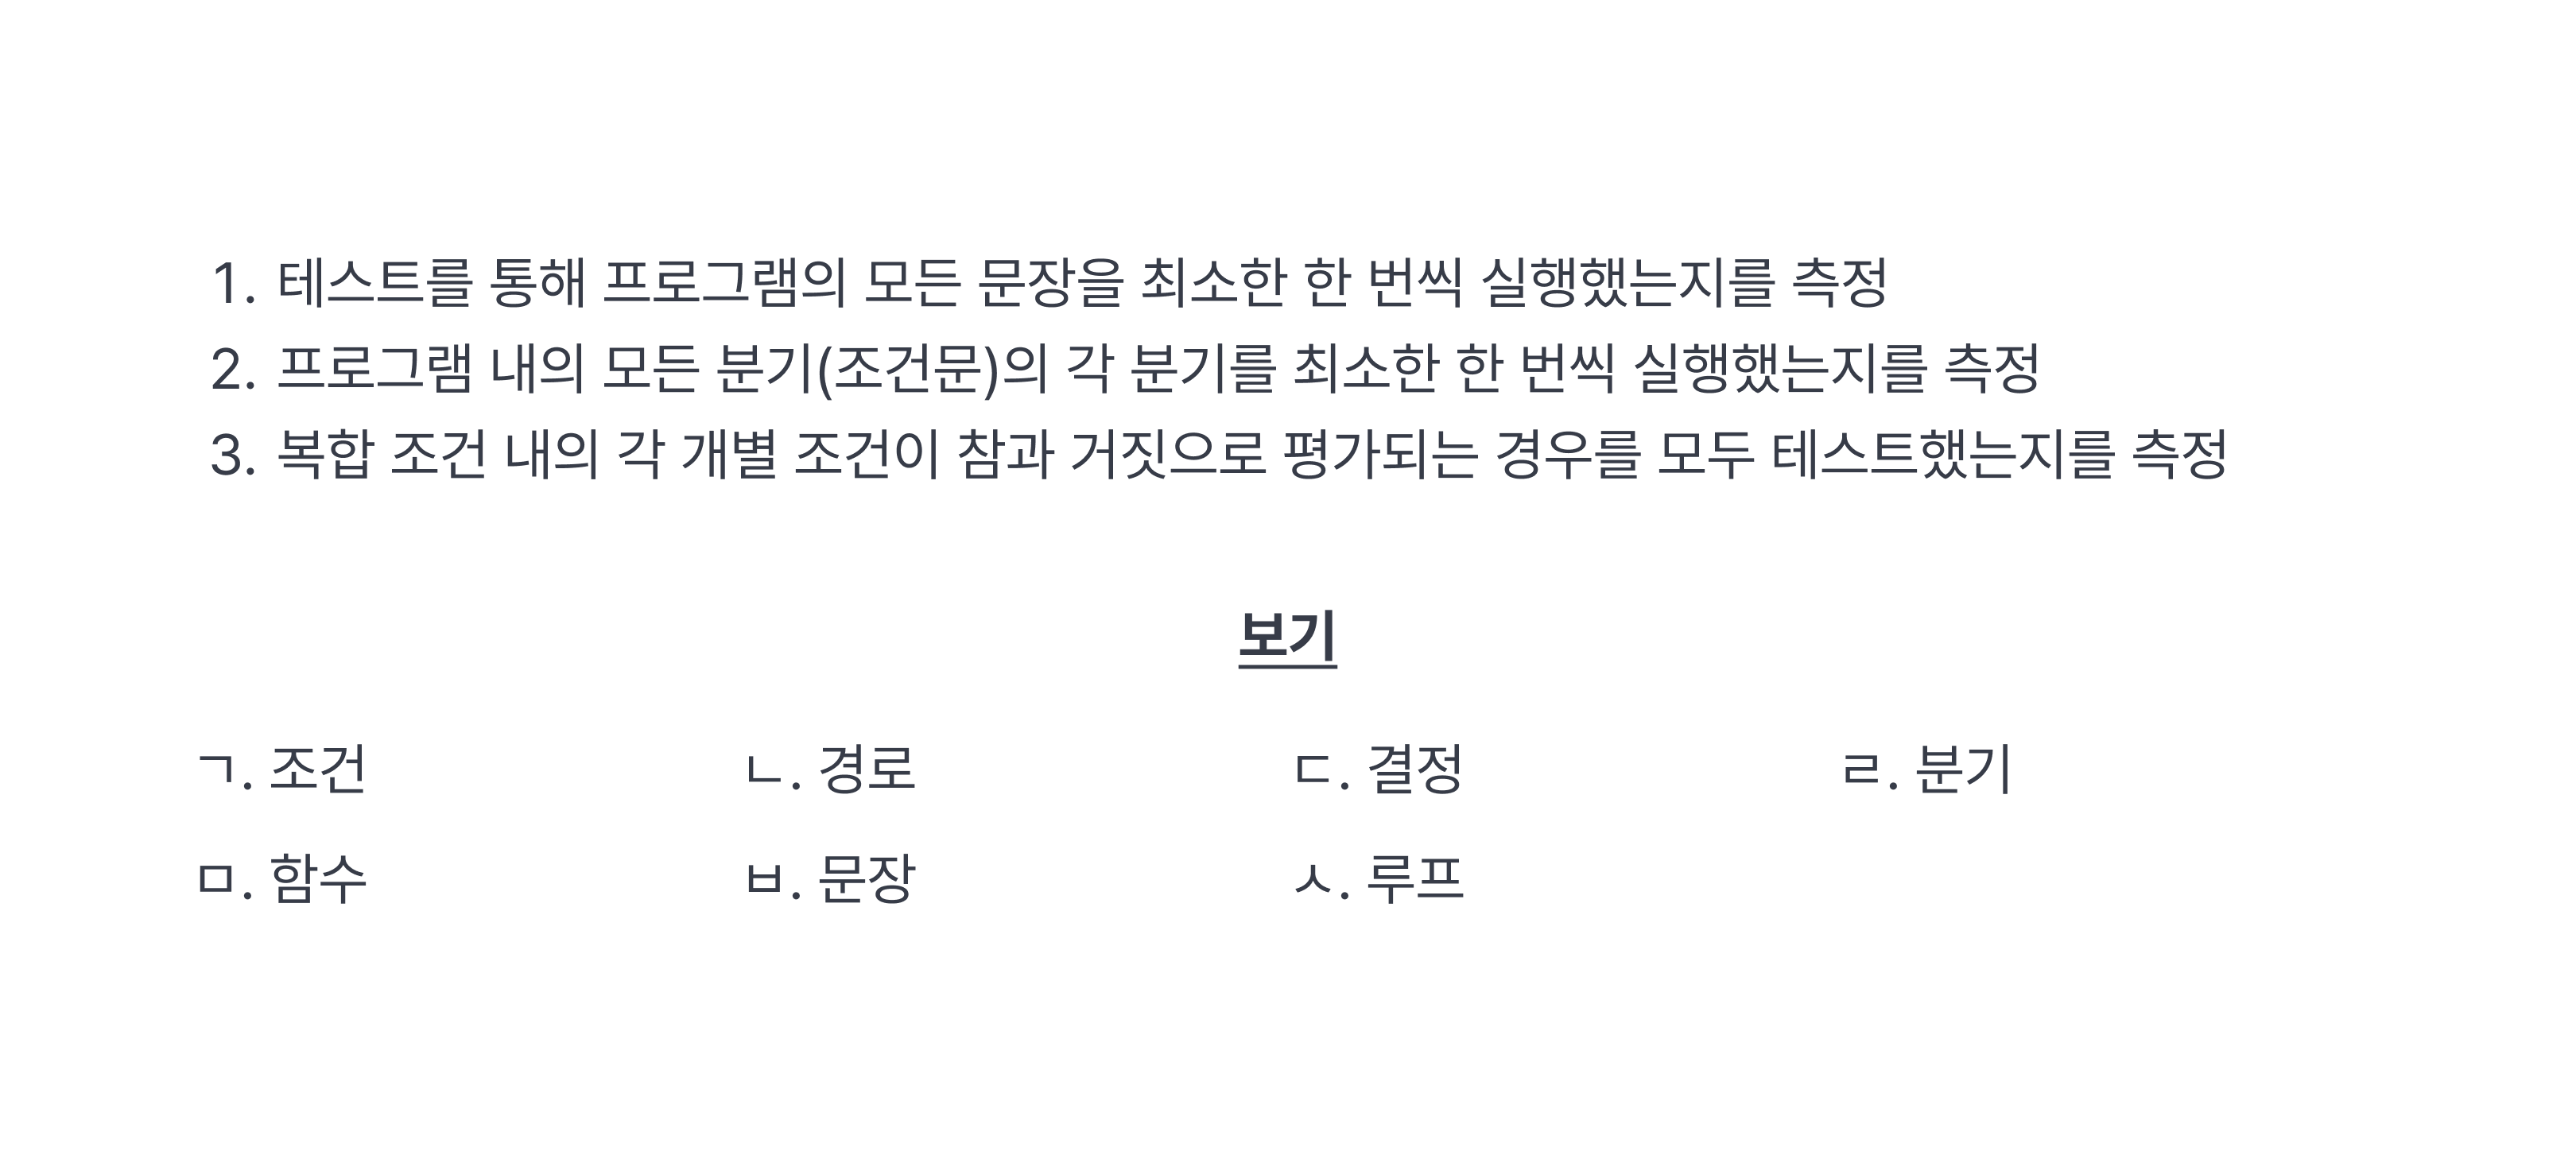 1. 테스트를 통해 프로그램의 모든 문장을 최소한 한 번씩 실행했는지를 측정
2. 프로그램 내의 모든 분기(조건문)의 각 분기를 최소한 한 번씩 실행했는지를 측정
3. 복합 조건 내의 각 개별 조건이 참과 거짓으로 평가되는 경우를 모두 테스트했는지를 측정
보기
ㄱ. 조건 ㄴ. 경로 ㄷ. 결정 ㄹ. 분기
ㅁ. 함수 ㅂ. 문장 ㅅ. 루프